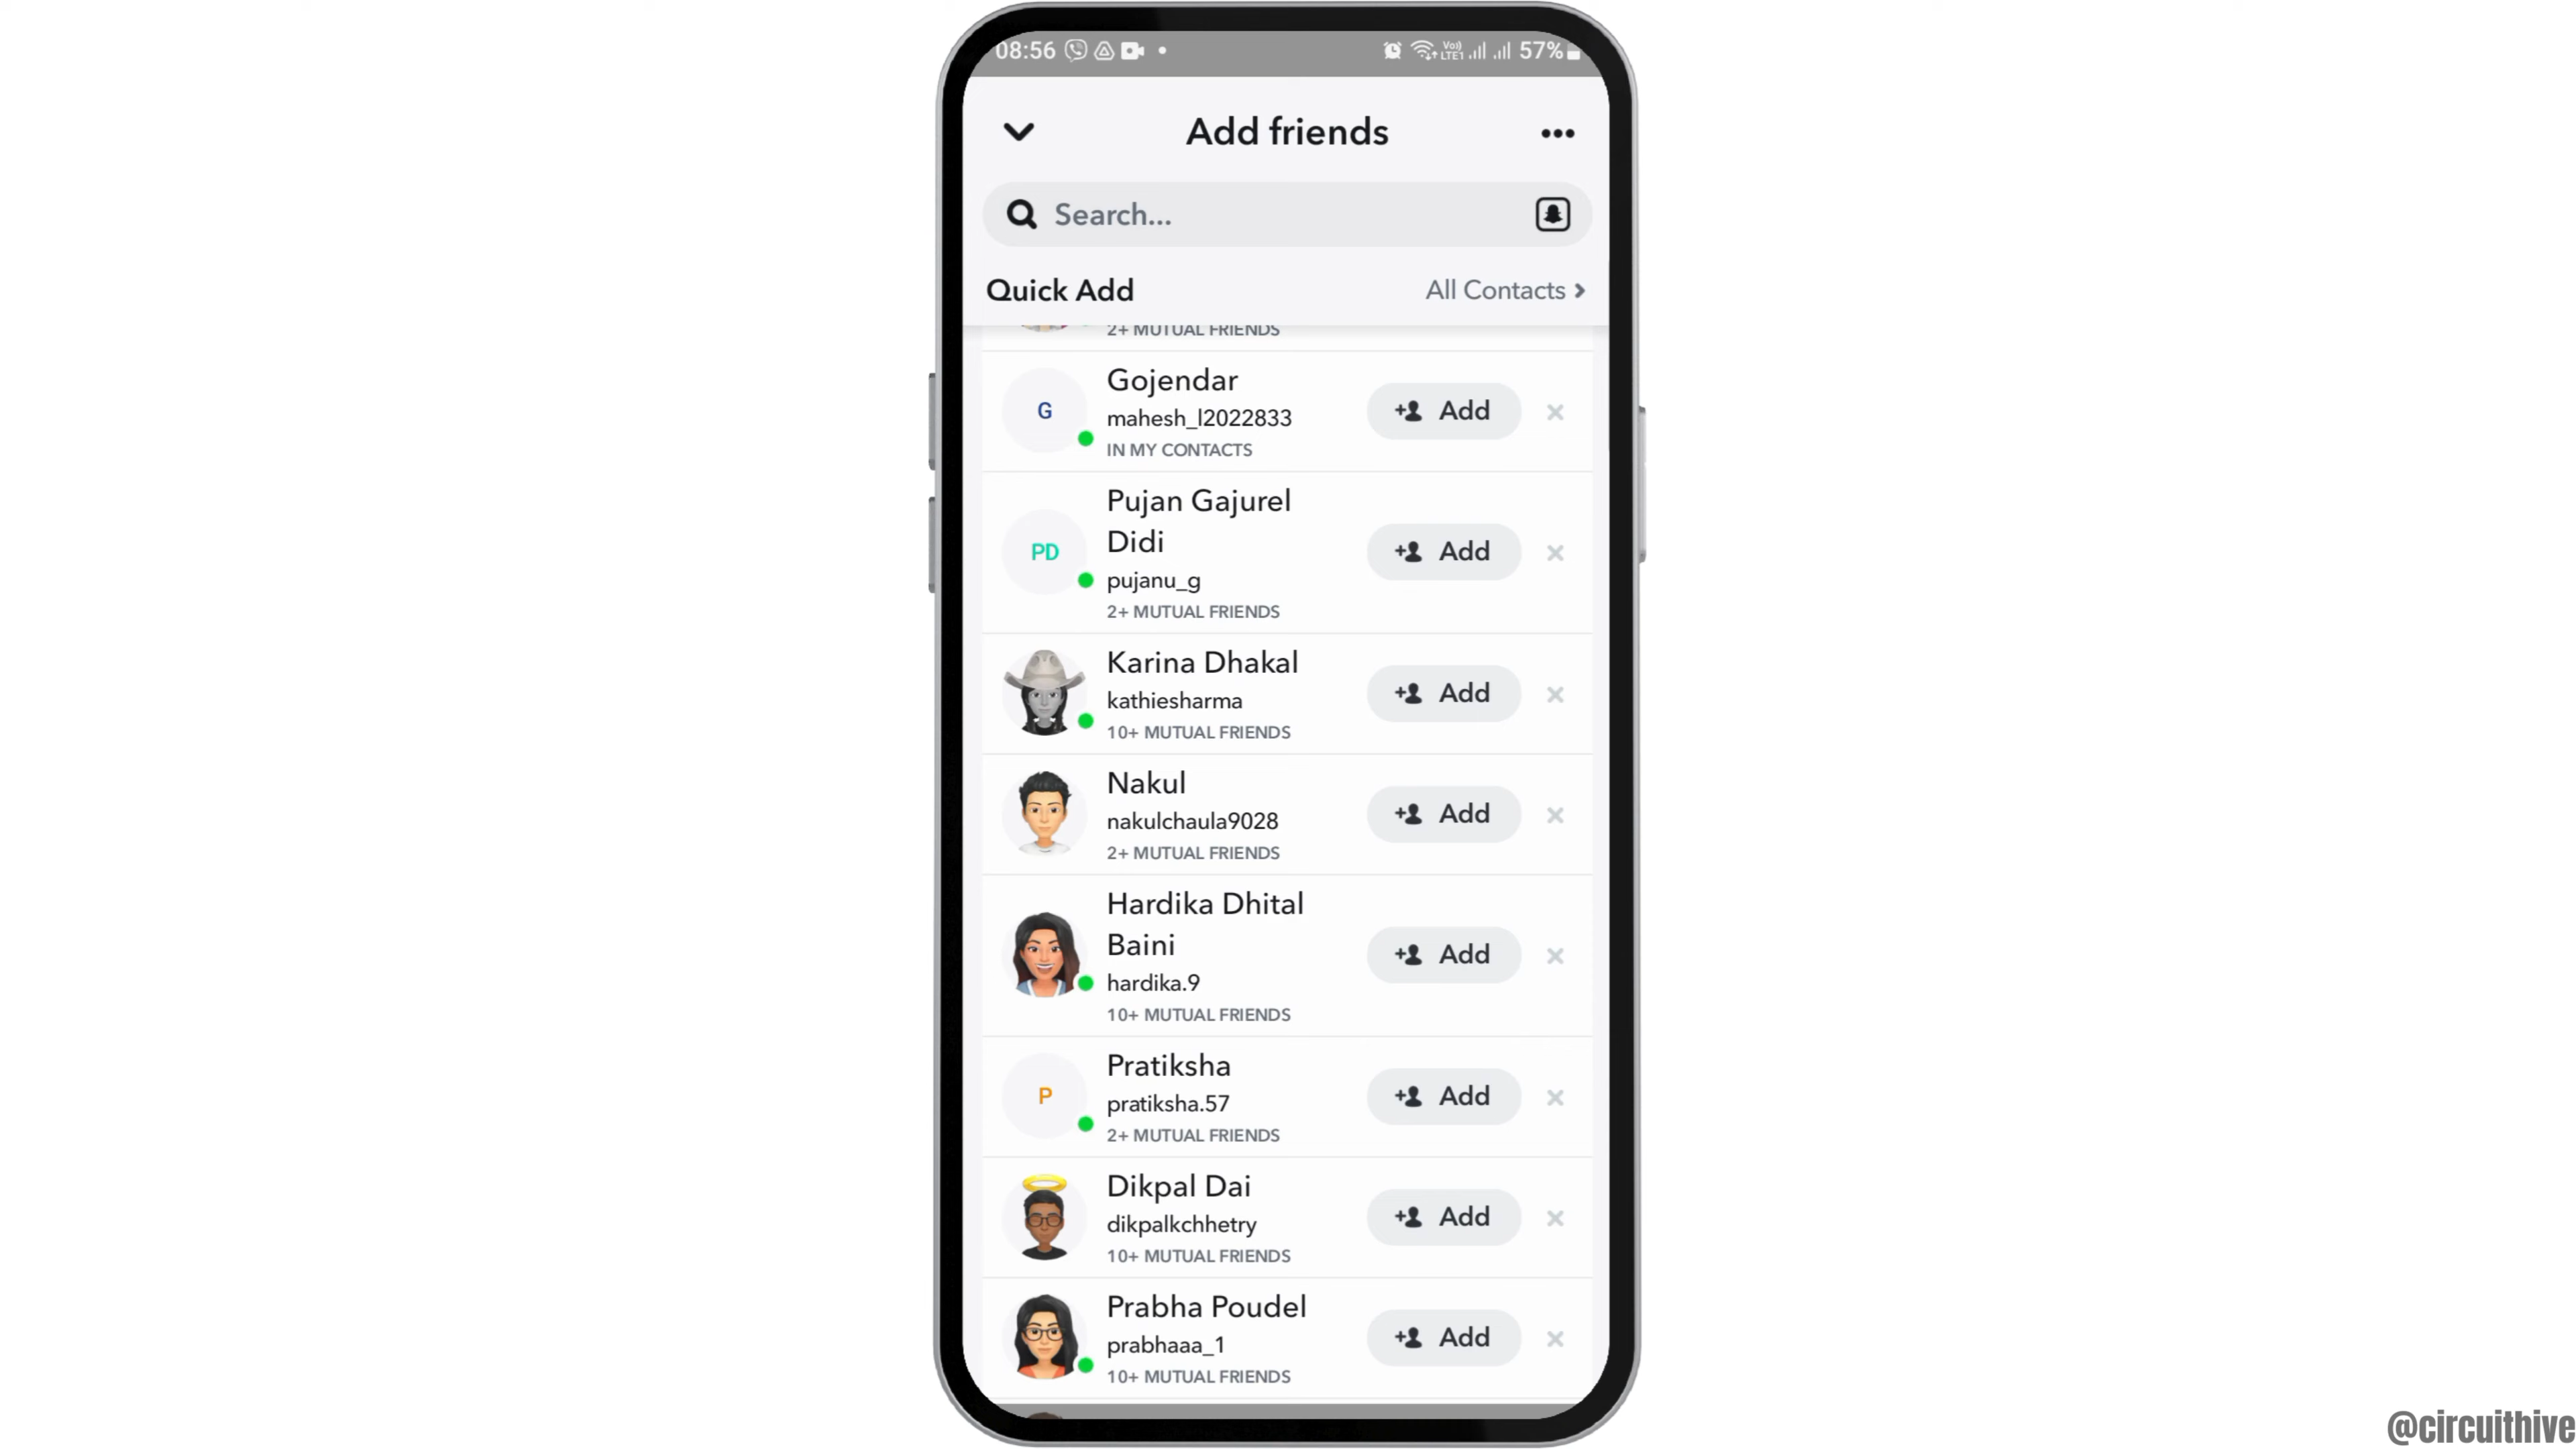 08:56 Vo) LTE1 57%
Add friends
Search...
Quick Add All Contacts
2+ MUTUAL FRIENDS
G Gojendar Add
mahesh_l2022833
IN MY CONTACTS
Pujan Gajurel
PD Didi Add
pujanu_g
2+ MUTUAL FRIENDS
Karina Dhakal Add
kathiesharma
10+ MUTUAL FRIENDS
Nakul Add
nakulchaula9028
2+ MUTUAL FRIENDS
Hardika Dhital
Baini Add
hardika.9
10+ MUTUAL FRIENDS
Pratiksha
P pratiksha.57 Add
2+ MUTUAL FRIENDS
Dikpal Dai Add
dikpalkchhetry
10+ MUTUAL FRIENDS
Prabha Poudel Add
prabhaaa_1
10+ MUTUAL FRIENDS
@circuithive